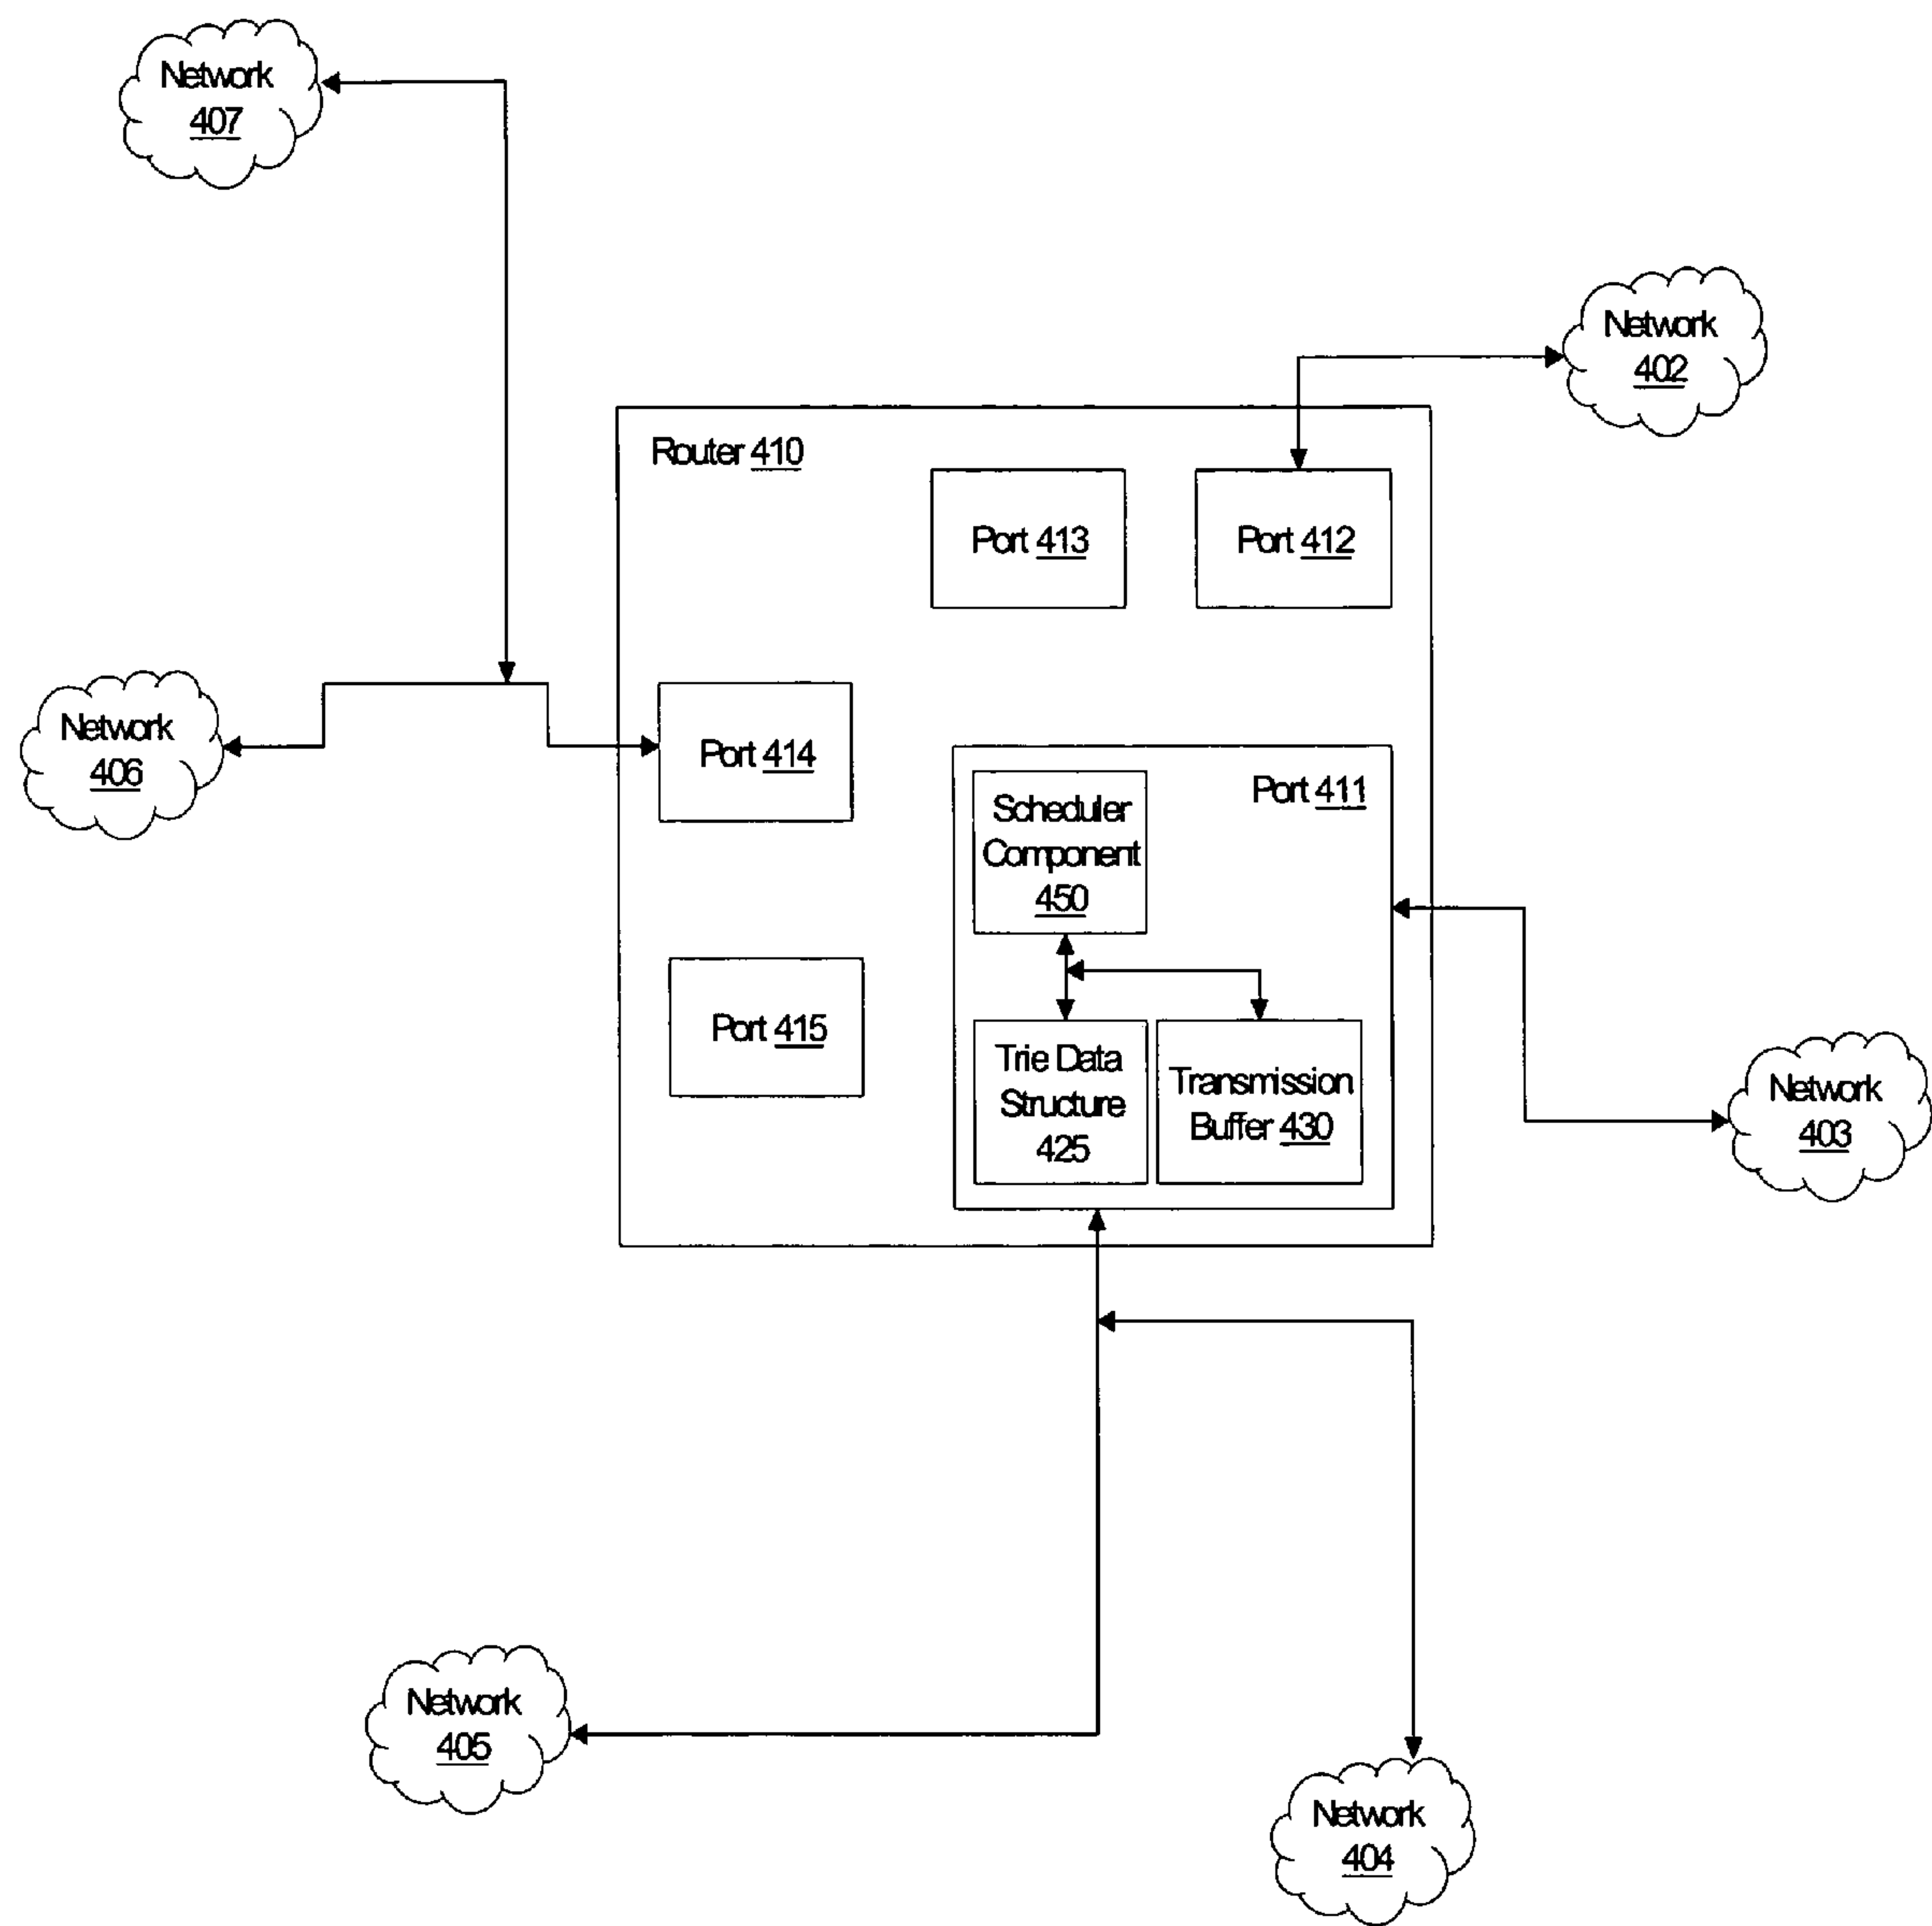 Network
407
Network
402
Router 410
Port 413
Port 412
Network
406
Port 414
Port 411
Scheduler
Component
450
Port 415
Trie Data
Structure
425
Transmission
Buffer 430
Network
403
Network
405
Network
404